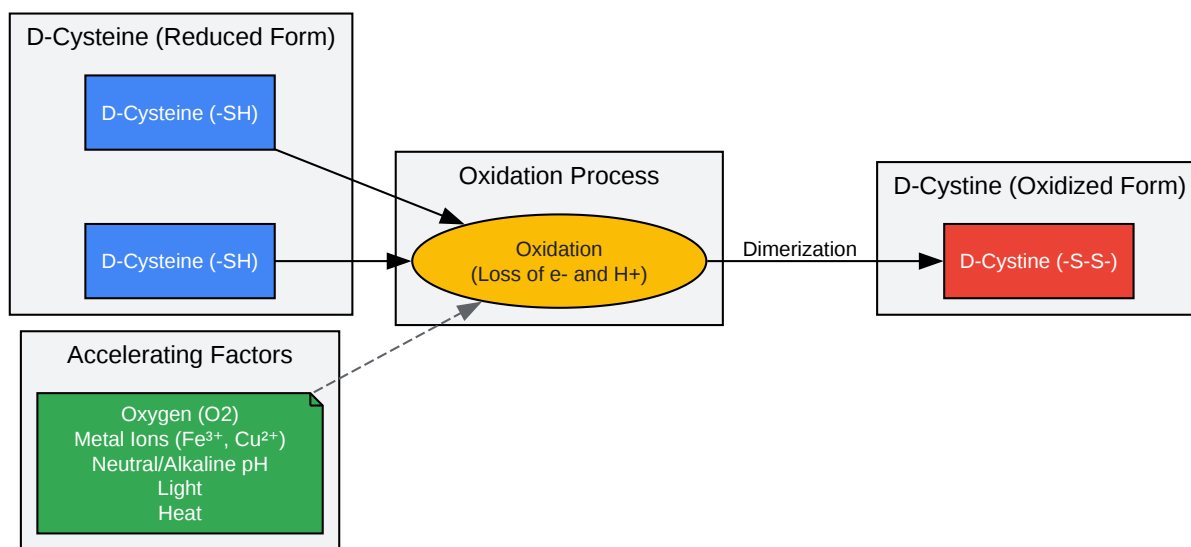 D-Cysteine (Reduced Form)
D-Cysteine (-SH)
D-Cysteine (-SH)
Oxidation Process
Oxidation
(Loss of e- and H+)
Dimerization
D-Cystine (Oxidized Form)
D-Cystine (-S-S-)
Accelerating Factors
Oxygen (O2)
Metal Ions (Fe³⁺, Cu²⁺)
Neutral/Alkaline pH
Light
Heat